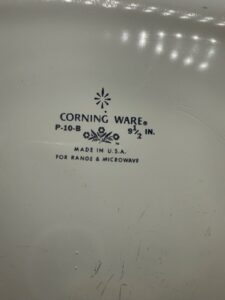 CORNING WARE®
P-10-B 9 1/2 IN.
MADE IN U.S.A.
FOR RANGE & MICROWAVE